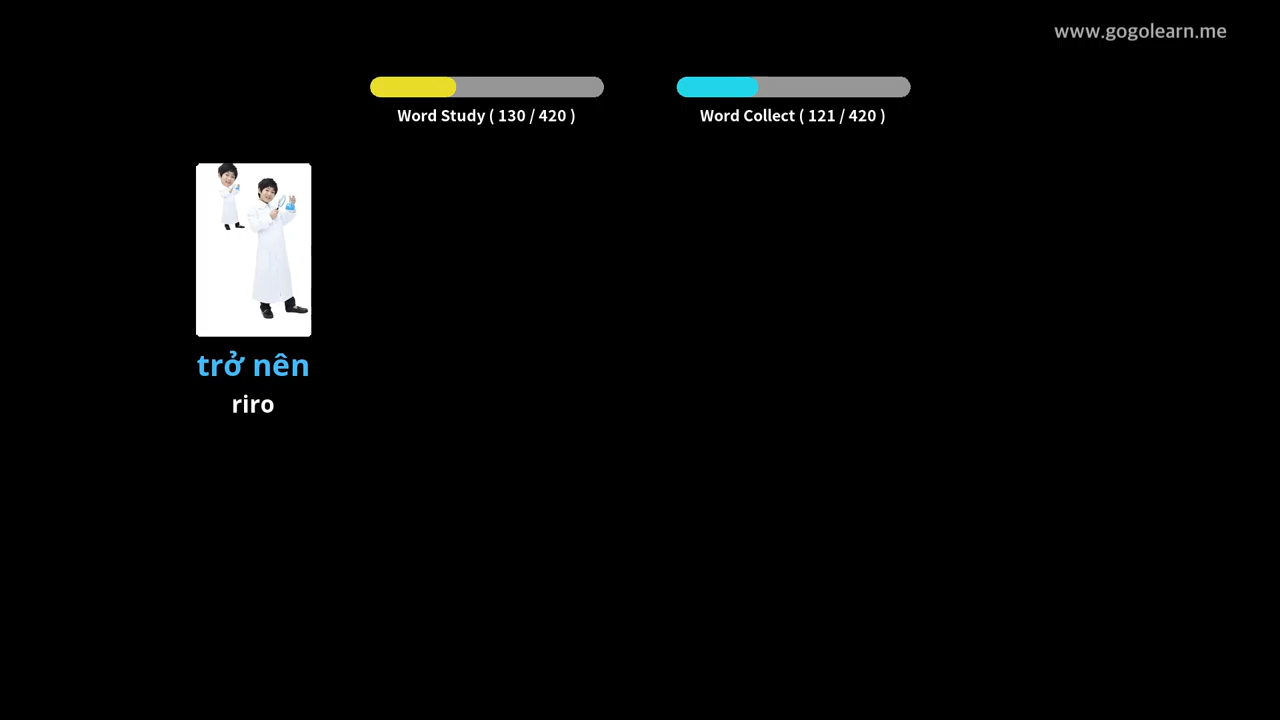 www.gogolearn.me
Word Study ( 130 / 420 )
Word Collect ( 121 / 420 )
trở nên
riro